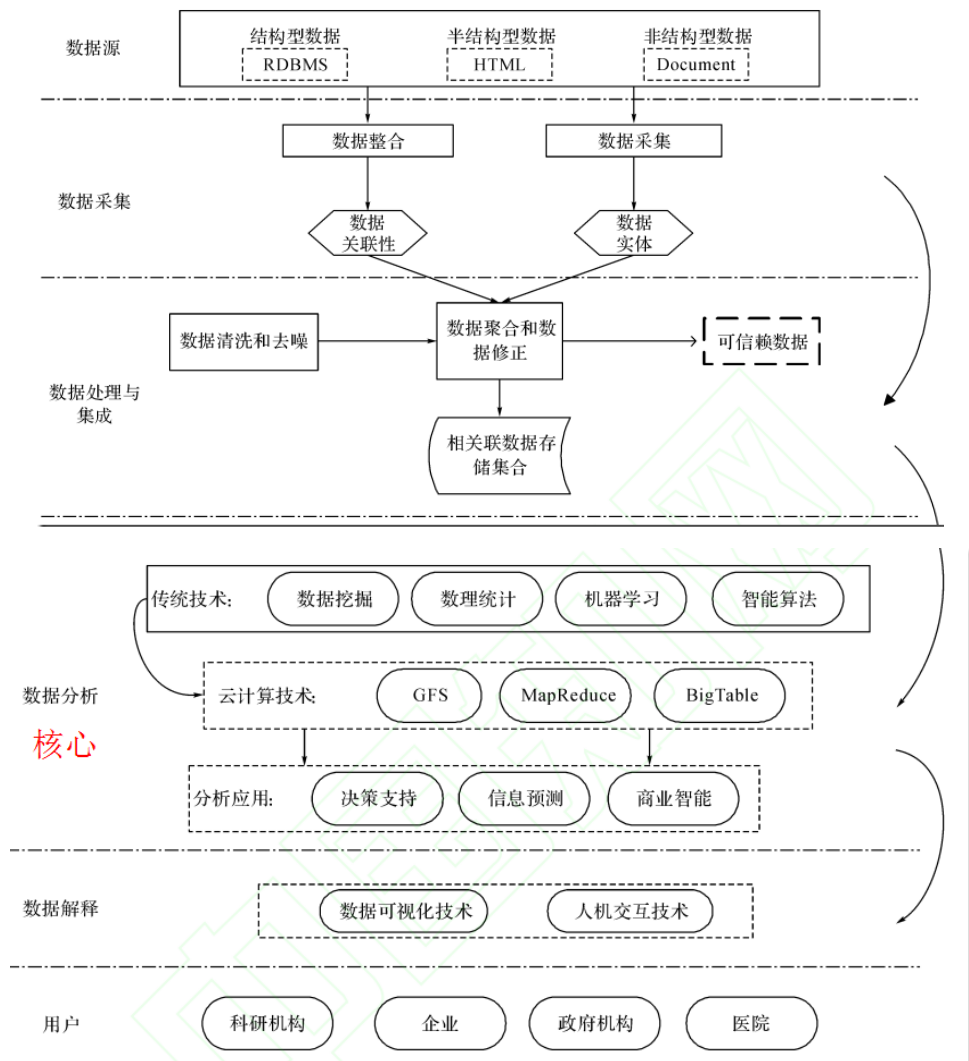 数据源
结构型数据
半结构型数据
非结构型数据
RDBMS
HTML
Document
数据整合
数据采集
数据采集
数据
关联性
数据
实体
数据清洗和去噪
数据聚合和数
据修正
可信赖数据
数据处理与
集成
相关联数据存
储集合
传统技术:
数据挖掘
数理统计
机器学习
智能算法
数据分析
核心
云计算技术:
GFS
MapReduce
BigTable
分析应用:
决策支持
信息预测
商业智能
数据解释
数据可视化技术
人机交互技术
用户
科研机构
企业
政府机构
医院